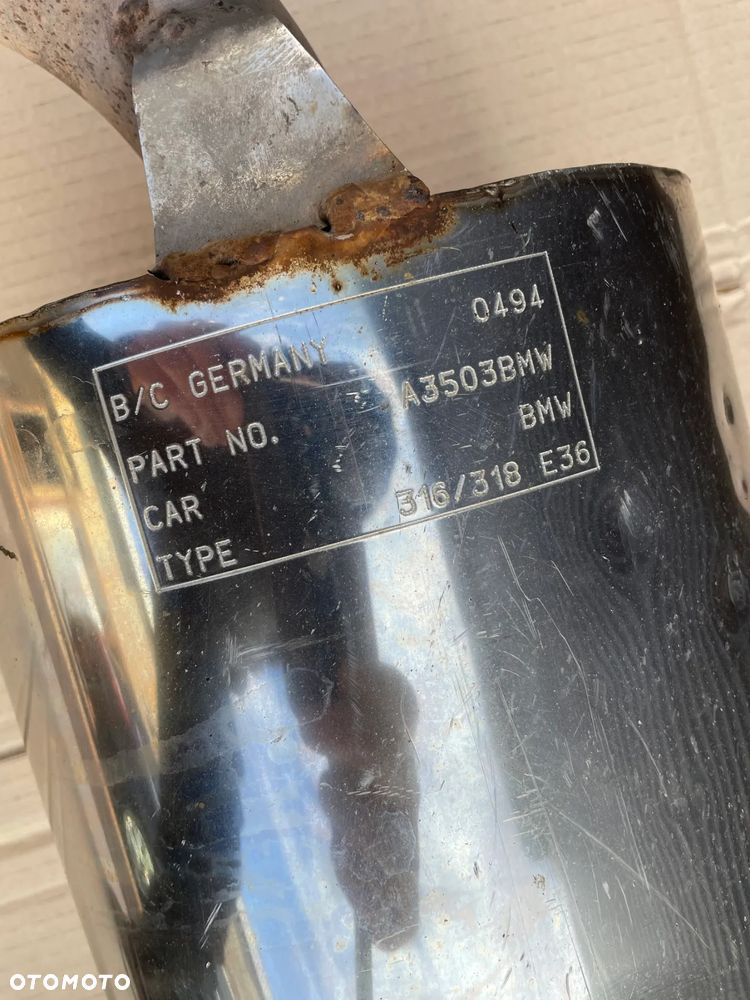 B/C GERMANY 0494
PART NO. A3503BMW
CAR BMW
TYPE 316/318 E36
OTOMOTO